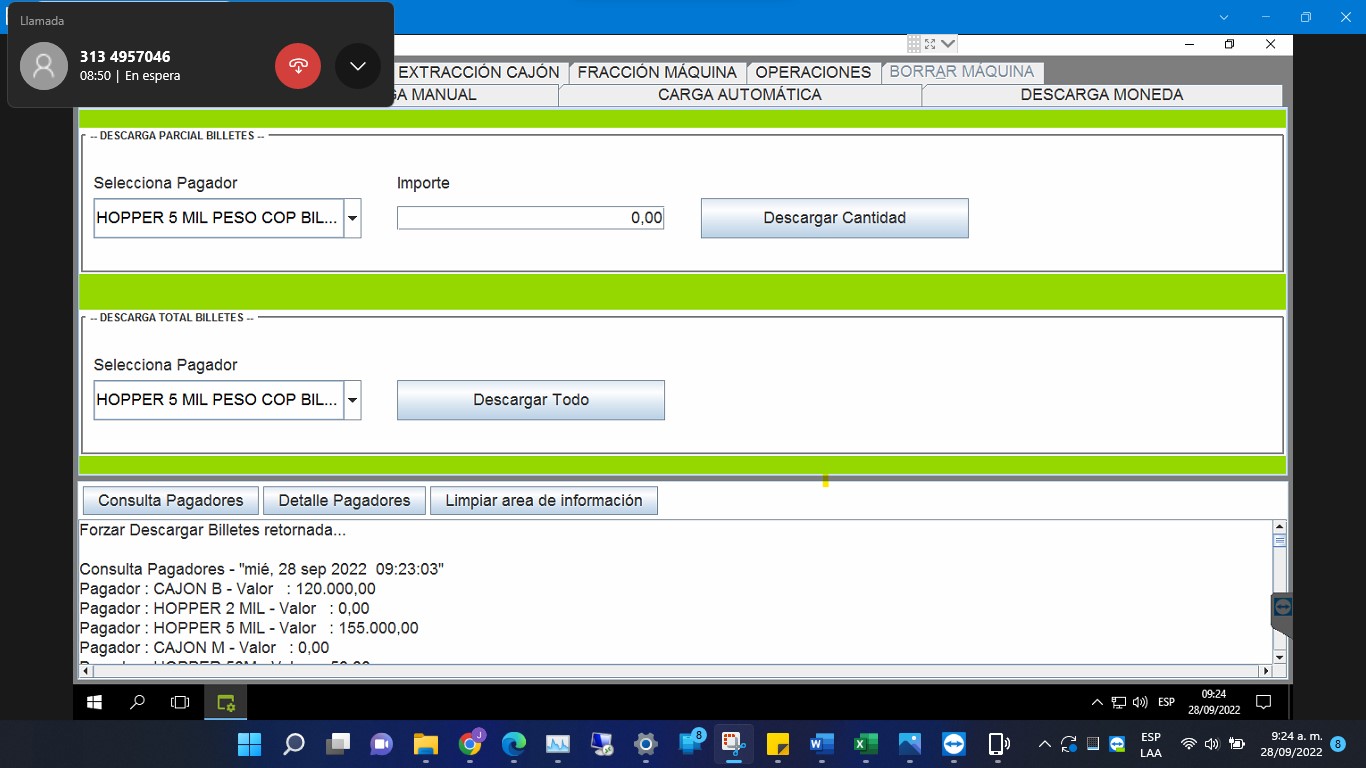 Llamada
313 4957046
08:50 | En espera
EXTRACCIÓN CAJÓN
FRACCIÓN MÁQUINA
OPERACIONES
BORRAR MÁQUINA
GA MANUAL
CARGA AUTOMÁTICA
DESCARGA MONEDA
-- DESCARGA PARCIAL BILLETES --
Selecciona Pagador
Importe
HOPPER 5 MIL PESO COP BIL...
0,00
Descargar Cantidad
-- DESCARGA TOTAL BILLETES --
Selecciona Pagador
HOPPER 5 MIL PESO COP BIL...
Descargar Todo
Consulta Pagadores
Detalle Pagadores
Limpiar area de información
Forzar Descargar Billetes retornada...
Consulta Pagadores - "mié, 28 sep 2022  09:23:03"
Pagador : CAJON B - Valor   : 120.000,00
Pagador : HOPPER 2 MIL - Valor   : 0,00
Pagador : HOPPER 5 MIL - Valor   : 155.000,00
Pagador : CAJON M - Valor   : 0,00
ESP
09:24
28/09/2022
J
8
ESP
LAA
9:24 a. m.
28/09/2022
8